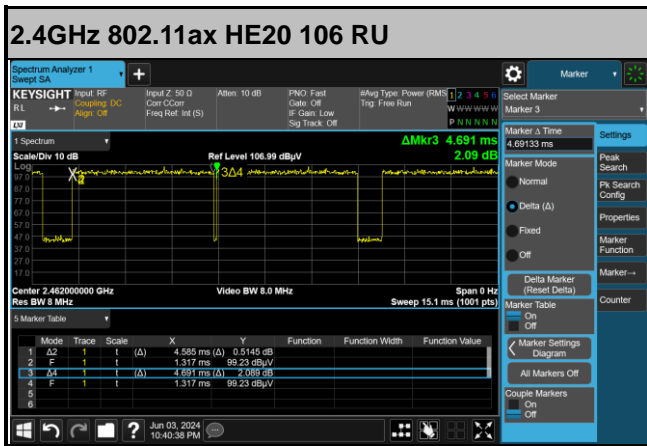 2.4GHz 802.11ax HE20 106 RU
Spectrum Analyzer 1
Swept SA
Marker
KEYSIGHT
Input: RF
Input Z: 50 Ω
Atten: 10 dB
PNO: Fast
#Avg Type: Power (RMS
1 2 3 4 5 6
Select Marker
RL
Coupling: DC
Corr CCorr
Gate: Off
Trig: Free Run
Marker 3
Align: Off
Freq Ref: Int (S)
IF Gain: Low
W W W W W W
Sig Track: Off
P N N N N N
LXI
1 Spectrum
ΔMkr3 4.691 ms
Marker Δ Time
Settings
4.69133 ms
Scale/Div 10 dB
Ref Level 106.99 dBµV
2.09 dB
Log
Marker Mode
Peak Search
97.0
3Δ4
Normal
87.0
Pk Search Config
77.0
Delta (Δ)
67.0
Properties
57.0
Fixed
47.0
Marker Function
37.0
Off
27.0
17.0
Marker→
Delta Marker
(Reset Delta)
Center 2.462000000 GHz
Video BW 8.0 MHz
Span 0 Hz
Counter
Res BW 8 MHz
Sweep 15.1 ms (1001 pts)
Marker Table
On
Off
5 Marker Table
Mode Trace Scale X Y Function Function Width Function Value
1 Δ2 1 t (Δ) 4.585 ms (Δ) 0.5145 dB
2 F 1 t 1.317 ms 99.23 dBµV
3 Δ4 1 t (Δ) 4.691 ms (Δ) 2.089 dB
4 F 1 t 1.317 ms 99.23 dBµV
5
6
Marker Settings
Diagram
All Markers Off
Couple Markers
On
Off
?
Jun 03, 2024
10:40:38 PM